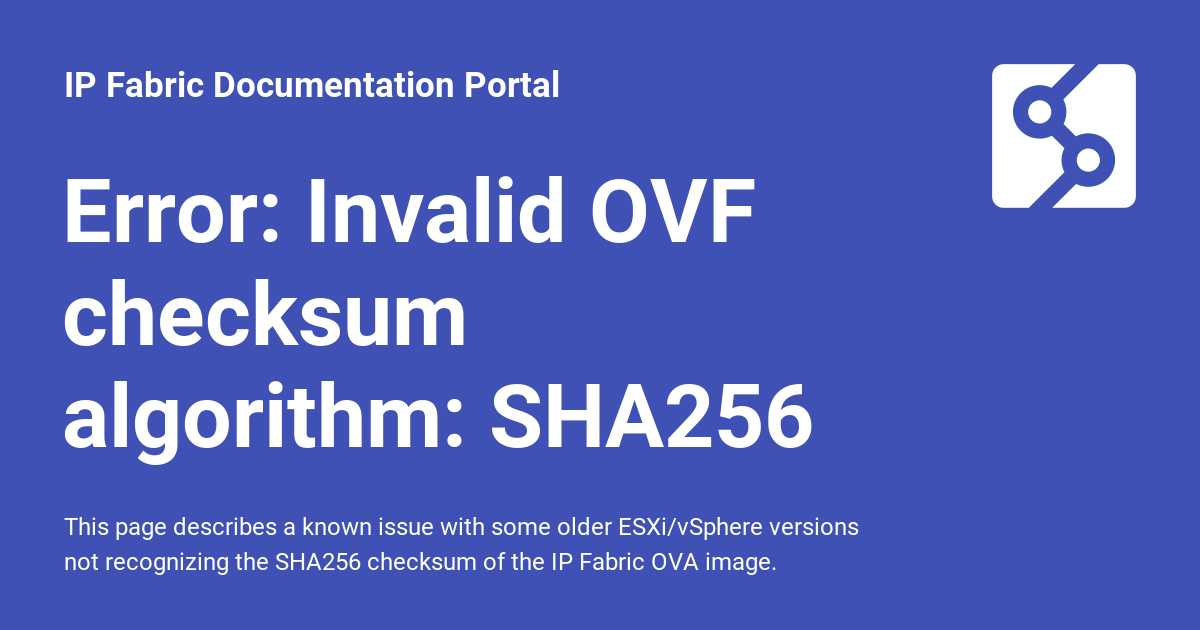 IP Fabric Documentation Portal
Error: Invalid OVF
checksum
algorithm: SHA256
This page describes a known issue with some older ESXi/vSphere versions
not recognizing the SHA256 checksum of the IP Fabric OVA image.